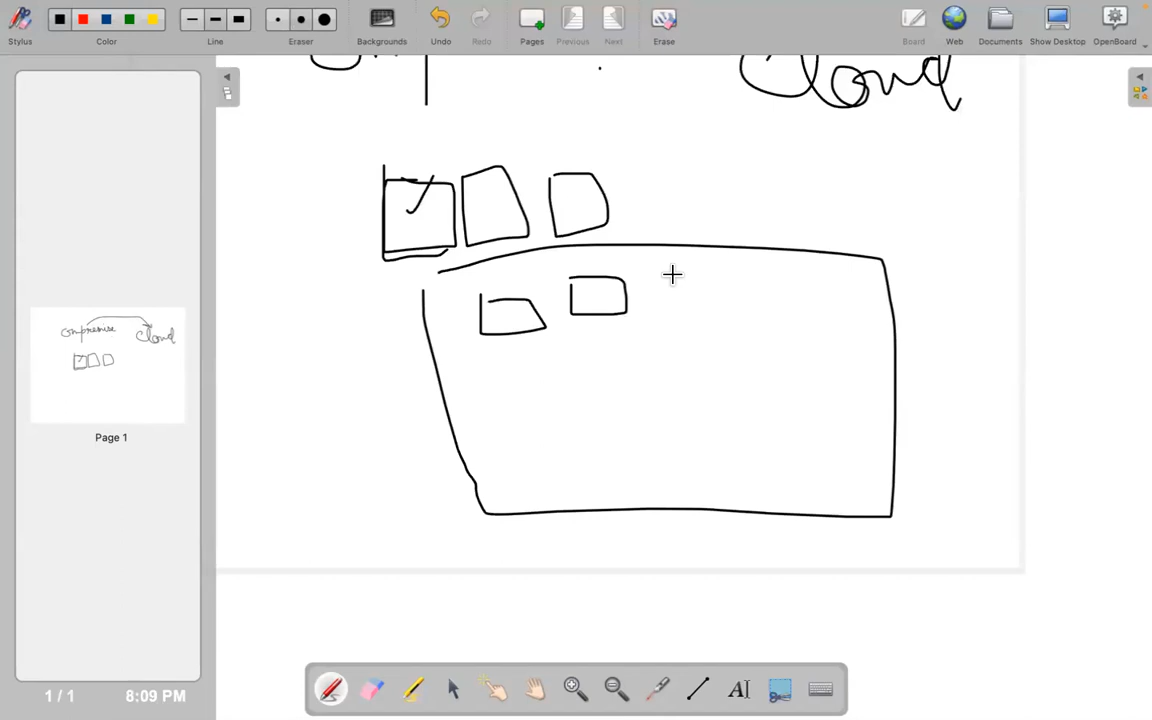 Stylus
Color
Line
Eraser
Backgrounds
Undo
Redo
Pages
Previous
Next
Erase
Board
Web
Documents
Show Desktop
OpenBoard
Cloud
Cloud
Page 1
1 / 1
8:09 PM